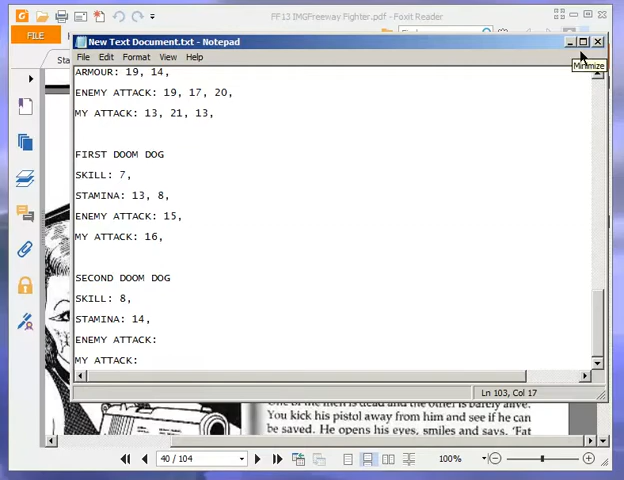 FF13 IMGFreeway Fighter.pdf - Foxit Reader
FILE
New Text Document.txt - Notepad
File Edit Format View Help
Minimize
ARMOUR: 19, 14,
ENEMY ATTACK: 19, 17, 20,
MY ATTACK: 13, 21, 13,
FIRST DOOM DOG
SKILL: 7,
STAMINA: 13, 8,
ENEMY ATTACK: 15,
MY ATTACK: 16,
SECOND DOOM DOG
SKILL: 8,
STAMINA: 14,
ENEMY ATTACK:
MY ATTACK:
Ln 103, Col 17
One of the men is dead and the other is barely alive.
You kick his pistol away from him and see if he can
be saved. He opens his eyes, smiles and says, 'Fat
40 / 104
100%